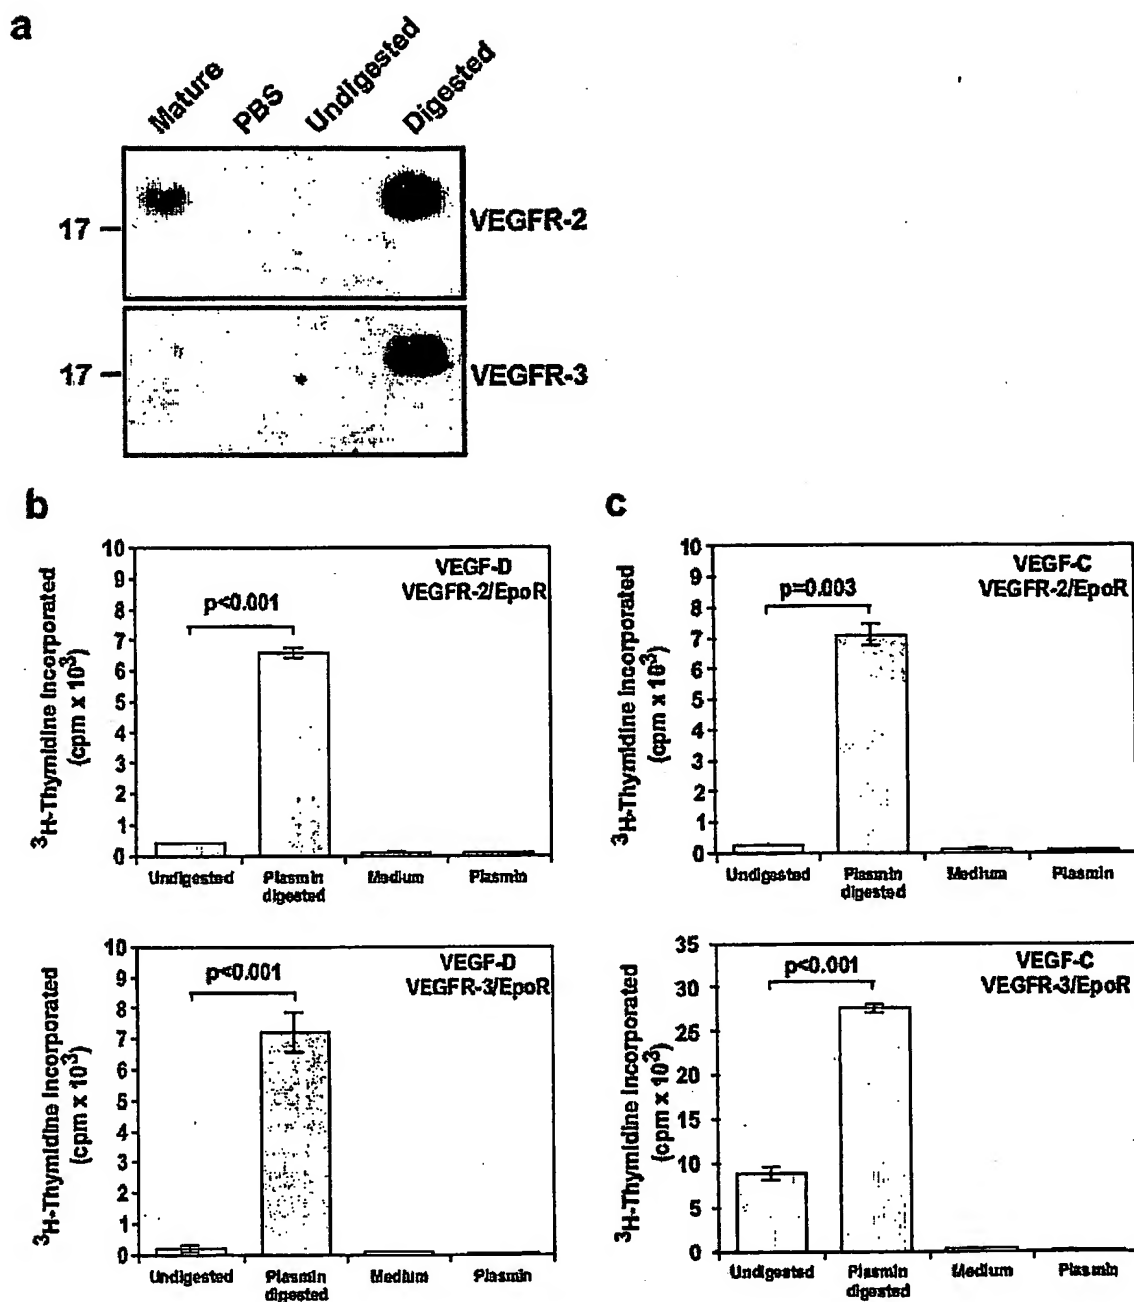 a
Mature PBS Undigested Digested
17 VEGFR-2
17 VEGFR-3
b
³H-Thymidine Incorporated
(cpm x 10³)
10
9
8
7
6
5
4
3
2
1
0
VEGF-D
VEGFR-2/EpoR
p<0.001
Undigested Plasmin digested Medium Plasmin
c
³H-Thymidine Incorporated
(cpm x 10³)
10
9
8
7
6
5
4
3
2
1
0
VEGF-C
VEGFR-2/EpoR
p=0.003
Undigested Plasmin digested Medium Plasmin
³H-Thymidine Incorporated
(cpm x 10³)
10
9
8
7
6
5
4
3
2
1
0
VEGF-D
VEGFR-3/EpoR
p<0.001
Undigested Plasmin digested Medium Plasmin
³H-Thymidine Incorporated
(cpm x 10³)
35
30
25
20
15
10
5
0
VEGF-C
VEGFR-3/EpoR
p<0.001
Undigested Plasmin digested Medium Plasmin